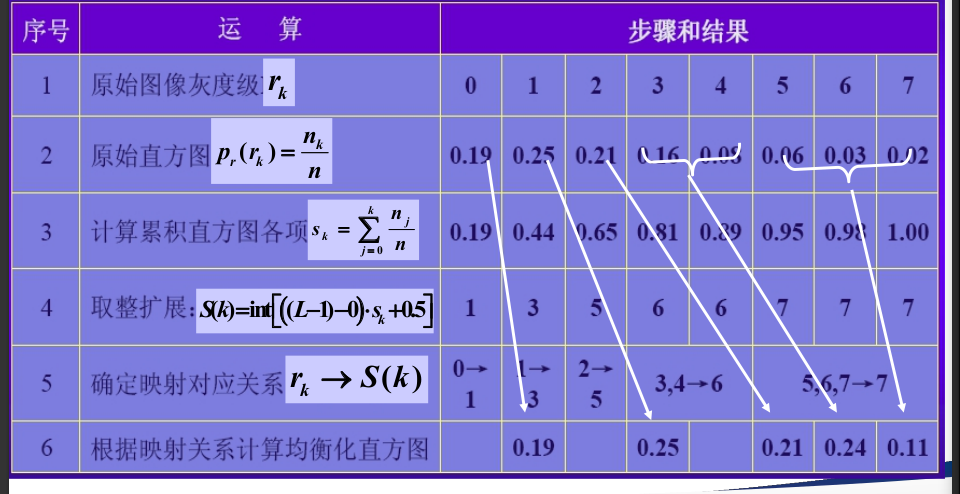 序号 运 算 步骤和结果
1 原始图像灰度级 r_k 0 1 2 3 4 5 6 7
2 原始直方图 p_r(r_k)=n_k/n 0.19 0.25 0.21 0.16 0.08 0.06 0.03 0.02
3 计算累积直方图各项 s_k = ∑_{j=0}^{k} n_j/n 0.19 0.44 0.65 0.81 0.89 0.95 0.98 1.00
4 取整扩展: S(k)=int[((L−1)−0)·s_k+0.5] 1 3 5 6 6 7 7 7
5 确定映射对应关系 r_k → S(k) 0→1 1→3 2→5 3,4→6 5,6,7→7
6 根据映射关系计算均衡化直方图 0.19 0.25 0.21 0.24 0.11